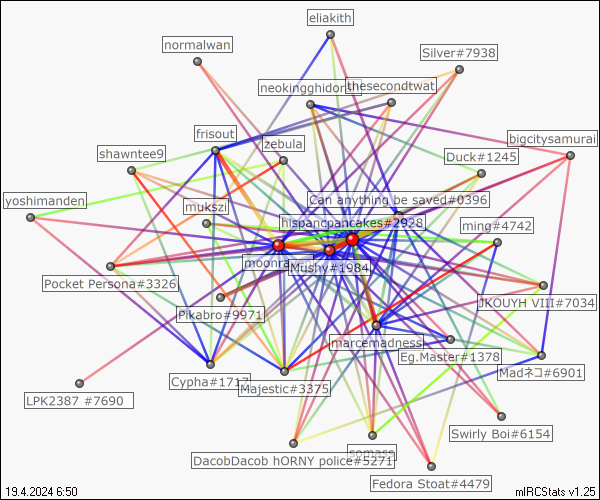 eliakith
normalwan
Silver#7938
neokingghidor
thesecondtwat
frisout
zebula
bigcitysamurai
shawntee9
Duck#1245
yoshimanden
mukszi
Can anything be saved#0396
hispancpancakes#2928
ming#4742
moonra
Mushy#1984
Pocket Persona#3326
JKOUYH VIII#7034
Pikabro#9971
marcemadness
Eg.Master#1378
Madネコ#6901
Cypha#1717
Majestic#3375
LPK2387 #7690
Swirly Boi#6154
somass
DacobDacob hORNY police#5271
Fedora Stoat#4479
19.4.2024 6:50
mIRCStats v1.25